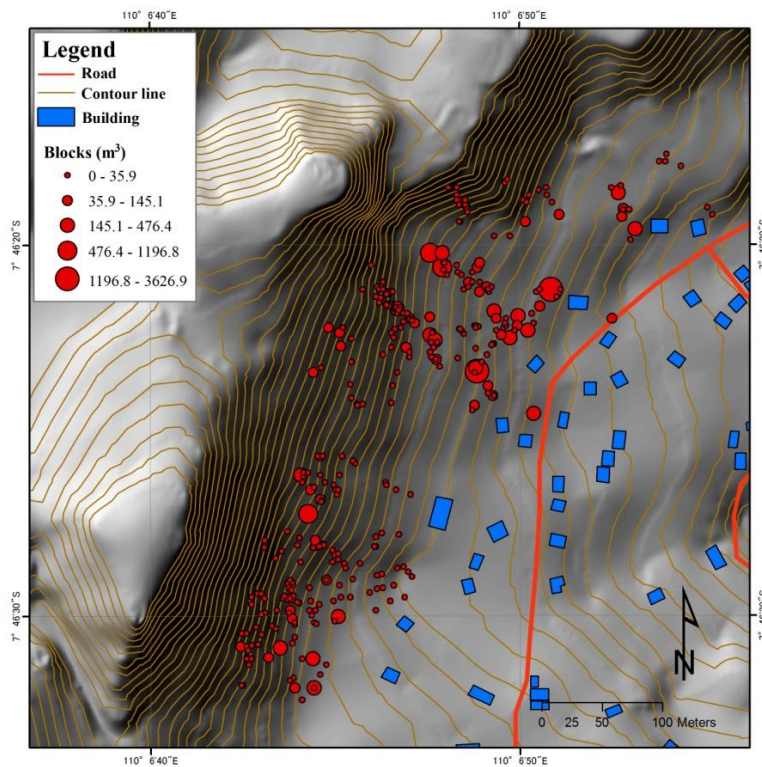 110° 6'40"E
110° 6'50"E
Legend
Road
Contour line
Building
Blocks (m³)
0 - 35.9
35.9 - 145.1
145.1 - 476.4
476.4 - 1196.8
1196.8 - 3626.9
7° 46'20"S
7° 46'30"S
N
0 25 50 100 Meters
110° 6'40"E
110° 6'50"E